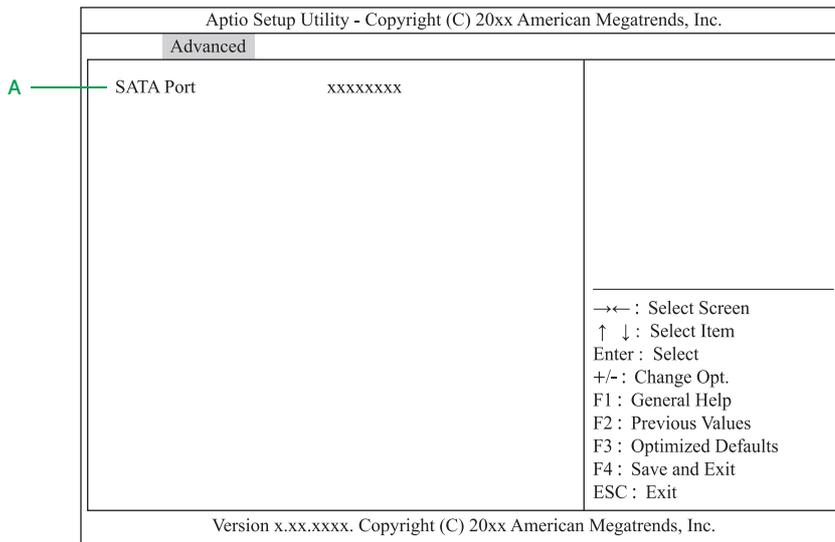 Aptio Setup Utility - Copyright (C) 20xx American Megatrends, Inc.
Advanced
A
SATA Port xxxxxxxx
→←: Select Screen
↑ ↓: Select Item
Enter : Select
+/-: Change Opt.
F1 : General Help
F2 : Previous Values
F3 : Optimized Defaults
F4 : Save and Exit
ESC : Exit
Version x.xx.xxxx. Copyright (C) 20xx American Megatrends, Inc.